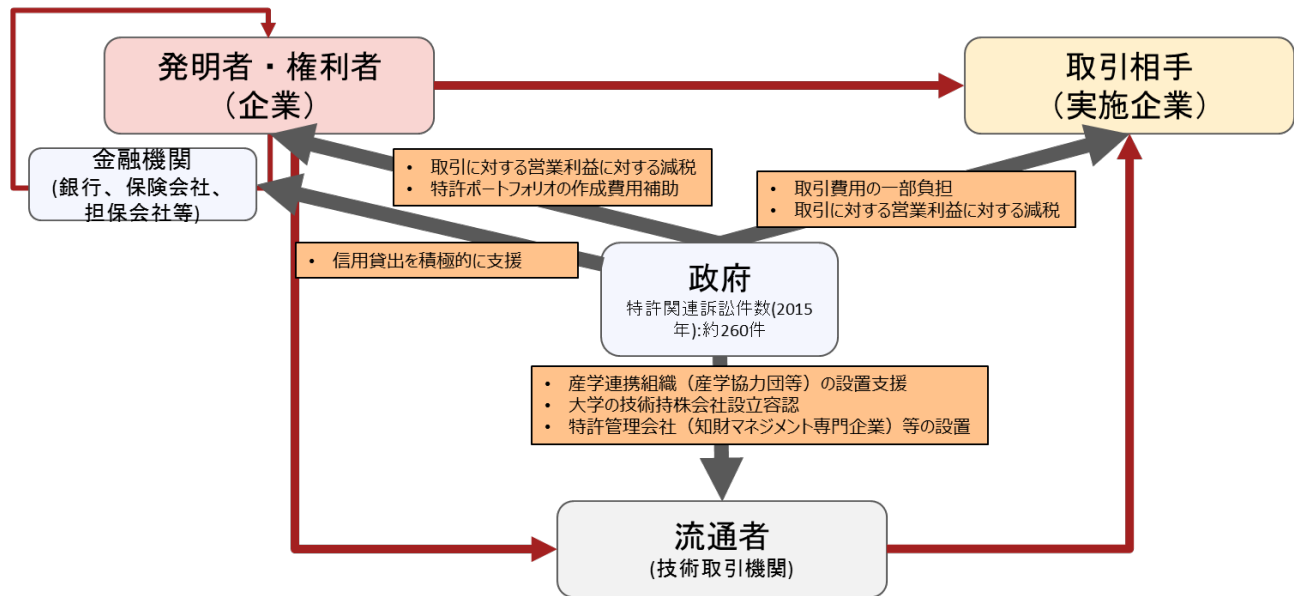 発明者・権利者
（企業）
取引相手
（実施企業）
金融機関
(銀行、保険会社、
担保会社等)
• 取引に対する営業利益に対する減税
• 特許ポートフォリオの作成費用補助
• 取引費用の一部負担
• 取引に対する営業利益に対する減税
• 信用貸出を積極的に支援
政府
特許関連訴訟件数(2015
年):約260件
• 産学連携組織（産学協力団等）の設置支援
• 大学の技術持株会社設立容認
• 特許管理会社（知財マネジメント専門企業）等の設置
流通者
(技術取引機関)